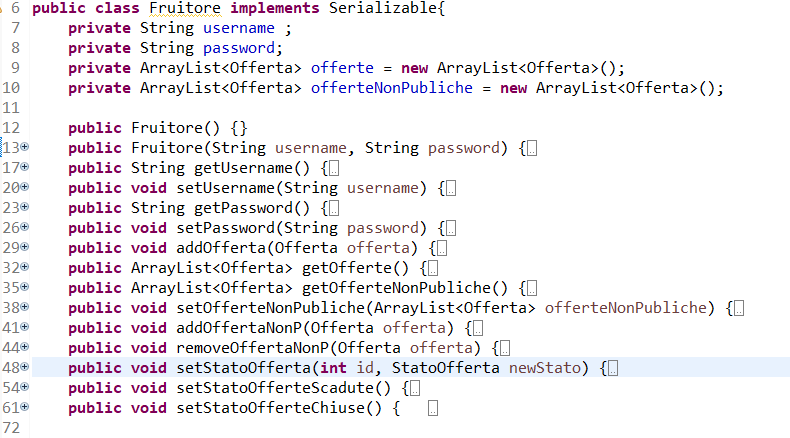 6 public class Fruitore implements Serializable{
7 private String username ;
8 private String password;
9 private ArrayList<Offerta> offerte = new ArrayList<Offerta>();
10 private ArrayList<Offerta> offerteNonPubliche = new ArrayList<Offerta>();
11
12 public Fruitore() {}
13 public Fruitore(String username, String password) {
17 public String getUsername() {
20 public void setUsername(String username) {
23 public String getPassword() {
26 public void setPassword(String password) {
29 public void addOfferta(Offerta offerta) {
32 public ArrayList<Offerta> getOfferte() {
35 public ArrayList<Offerta> getOfferteNonPubliche() {
38 public void setOfferteNonPubliche(ArrayList<Offerta> offerteNonPubliche) {
41 public void addOffertaNonP(Offerta offerta) {
44 public void removeOffertaNonP(Offerta offerta) {
48 public void setStatoOfferta(int id, StatoOfferta newStato) {
54 public void setStatoOfferteScadute() {
61 public void setStatoOfferteChiuse() {
72